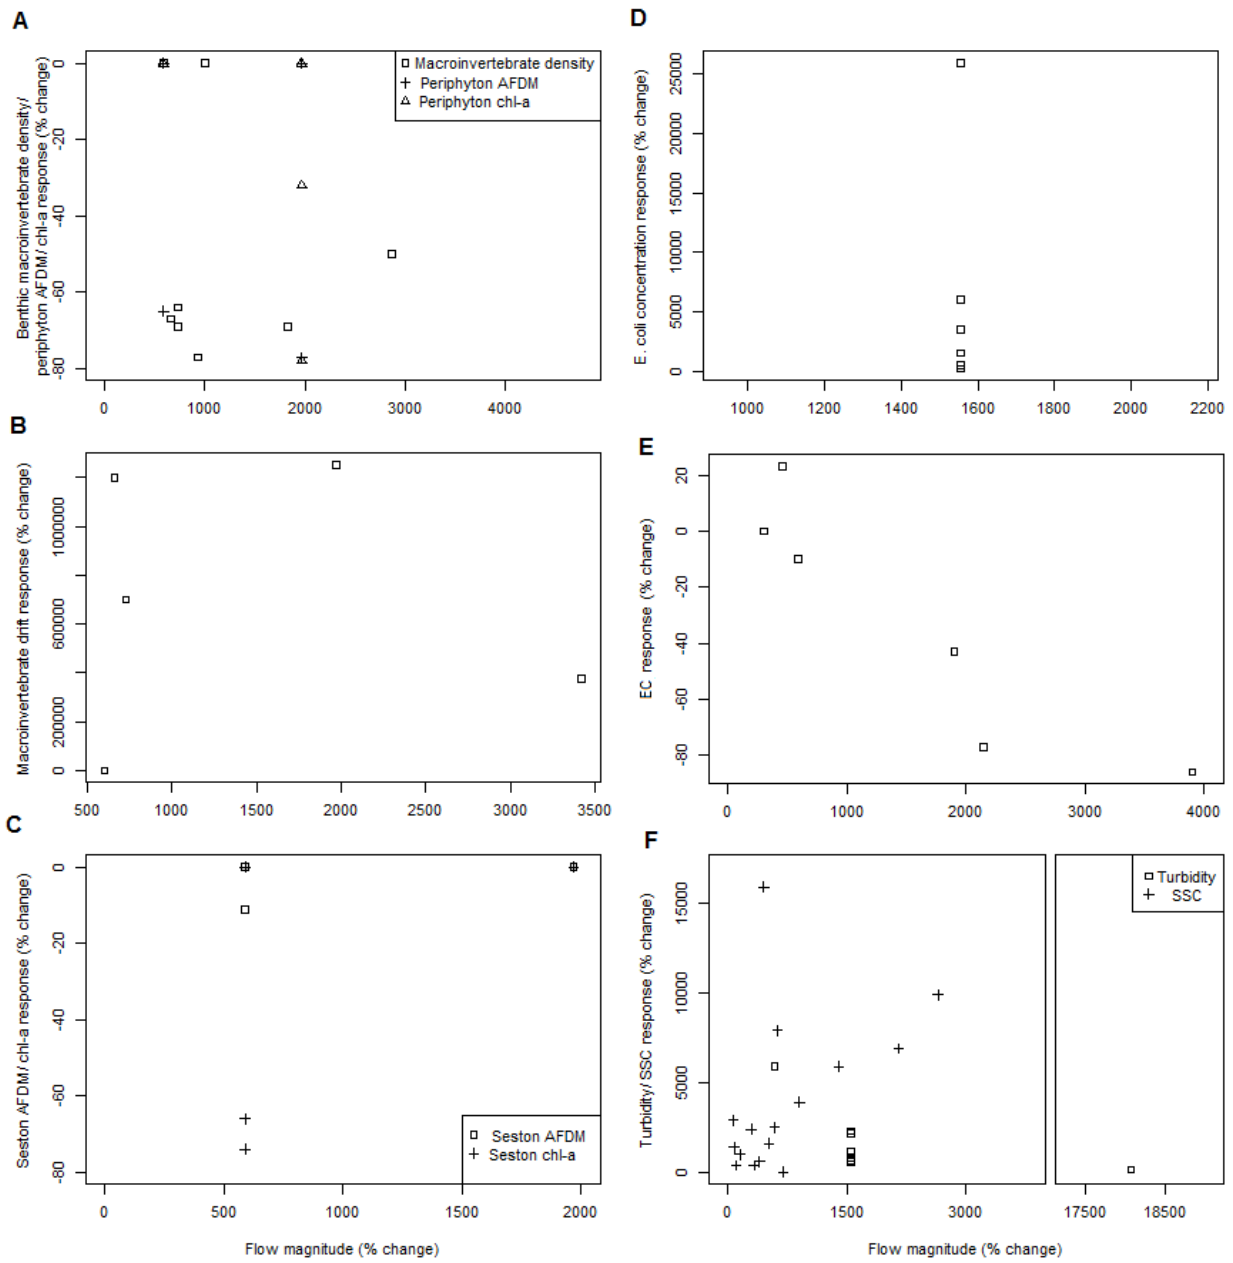 A
Benthic macroinvertebrate density/
periphyton AFDM/ chl-a response (% change)
0
-20
-40
-60
-80
Macroinvertebrate density
Periphyton AFDM
Periphyton chl-a
0 1000 2000 3000 4000
B
Macroinvertebrate drift response (% change)
1000000
600000
200000
0
500 1000 1500 2000 2500 3000 3500
C
Seston AFDM/ chl-a response (% change)
0
-20
-40
-60
-80
Seston AFDM
Seston chl-a
0 500 1000 1500 2000
Flow magnitude (% change)
D
E. coli concentration response (% change)
25000
20000
15000
10000
5000
0
1000 1200 1400 1600 1800 2000 2200
E
EC response (% change)
20
0
-20
-40
-60
-80
0 1000 2000 3000 4000
F
Turbidity/ SSC response (% change)
15000
10000
5000
0
Turbidity
SSC
0 1500 3000 17500 18500
Flow magnitude (% change)